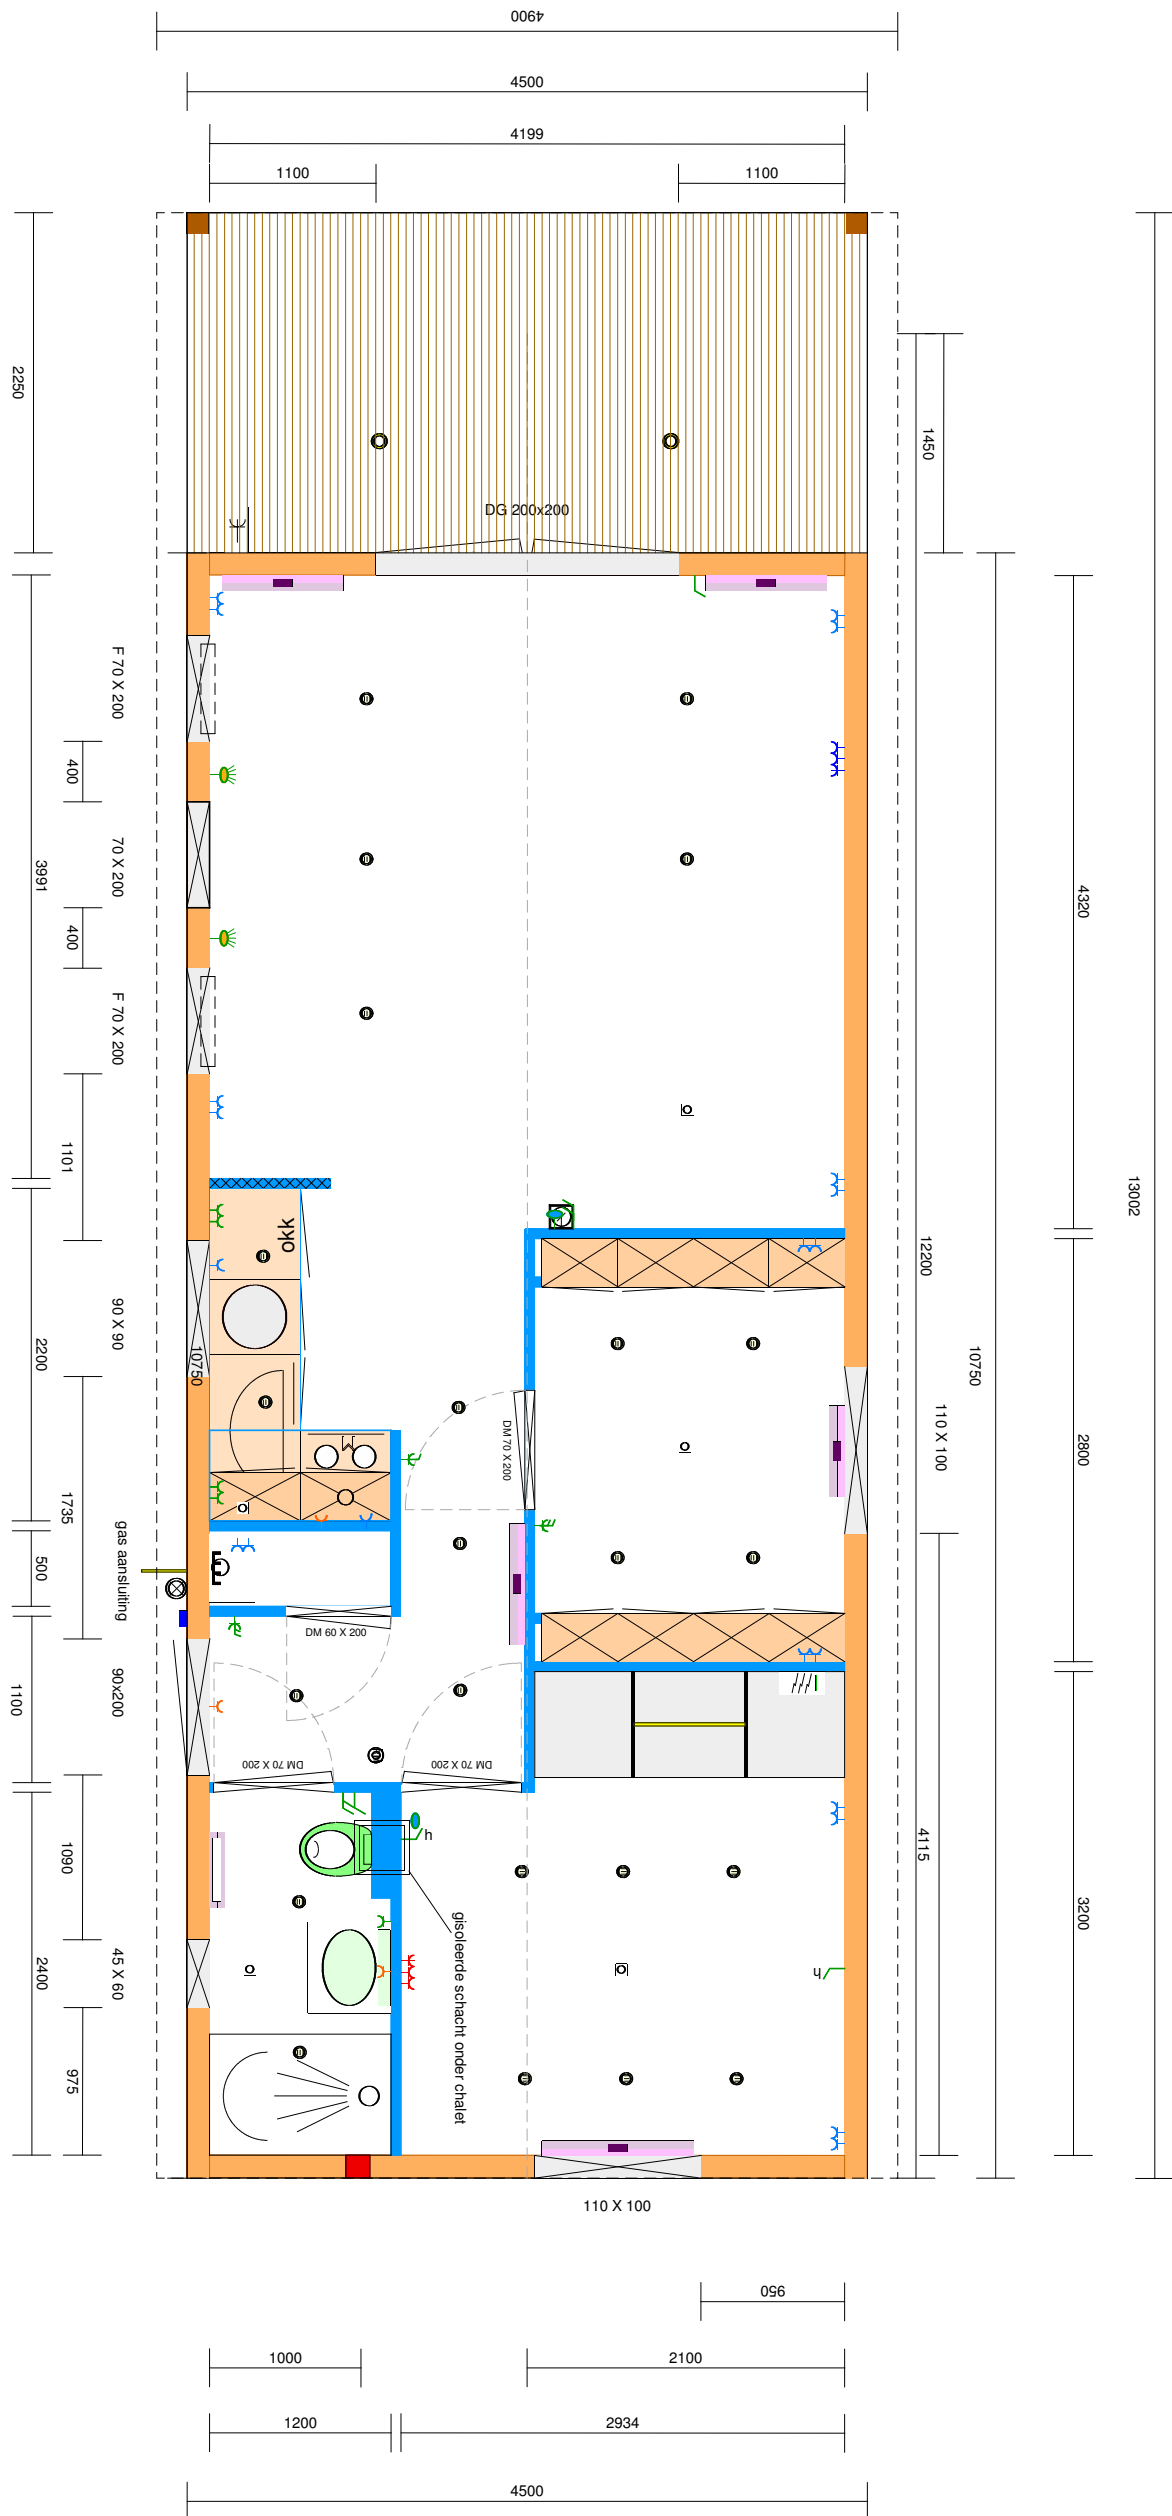 4900
4500
4199
1100
1100
2250
1450
DG 200x200
F 70 X 200
400
70 X 200
3991
400
F 70 X 200
1101
4320
13002
12200
OKK
90 X 90
2200
10750
10750
110 X 100
2800
DM 70 X 200
M
1735
500
gas aansluiting
E
DM 60 X 200
90x200
1100
DM 70 X 200
DM 70 X 200
h
4115
1090
gisoleerde schacht onder chalet
3200
h
45 X 60
2400
975
110 X 100
950
1000
2100
1200
2934
4500